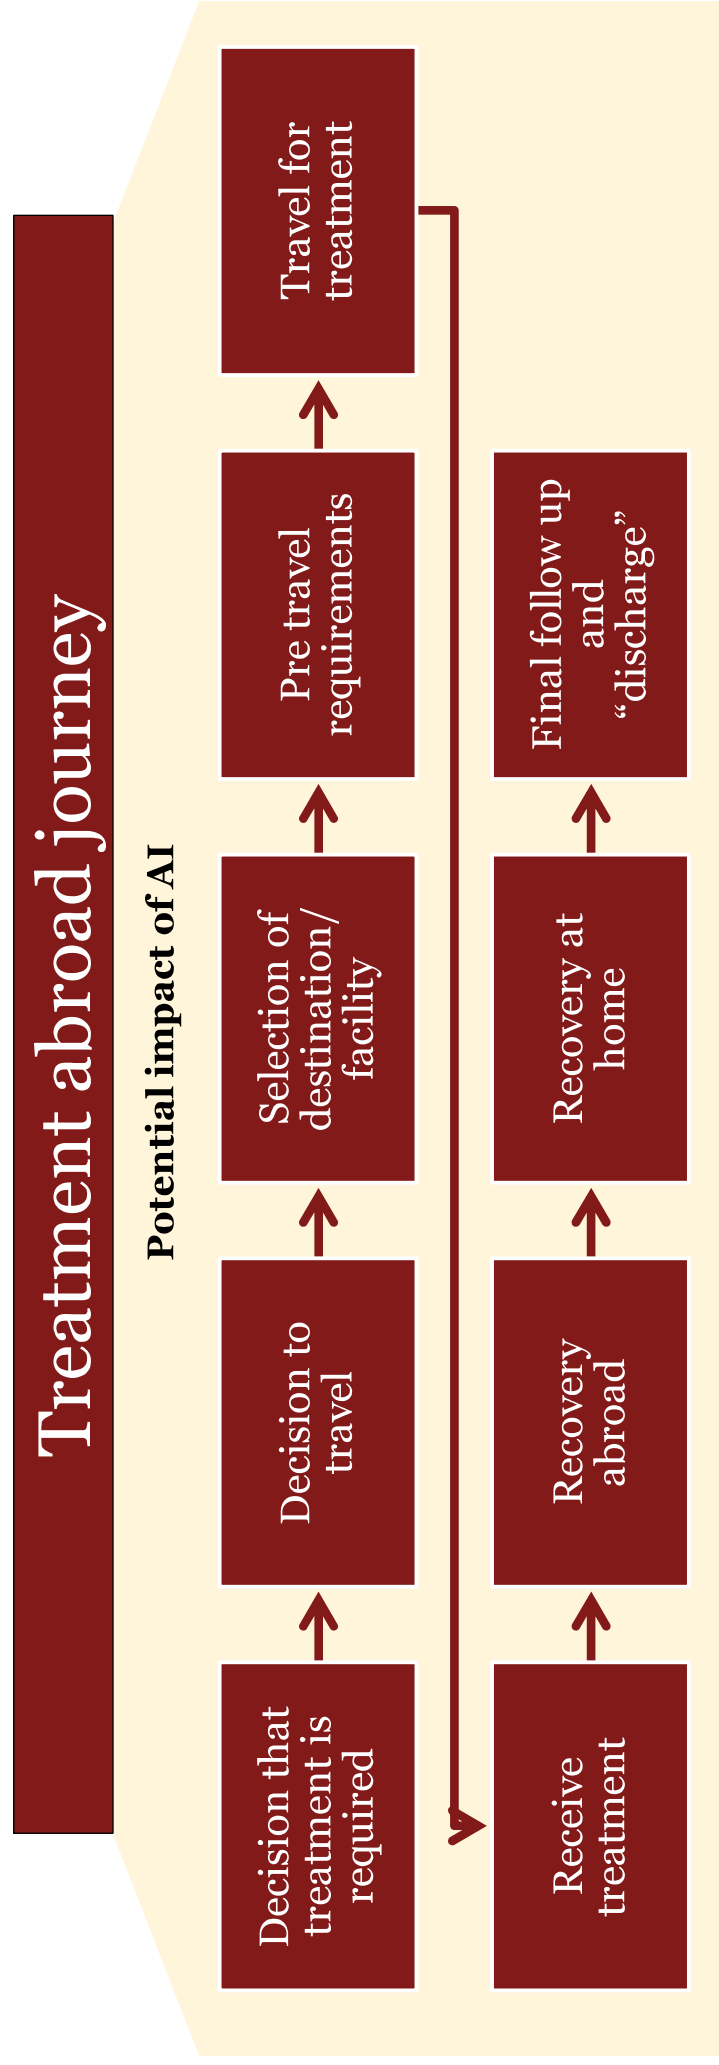 Treatment abroad journey
Potential impact of AI
Decision that
treatment is
required
Decision to
travel
Selection of
destination/
facility
Pre travel
requirements
Travel for
treatment
Receive
treatment
Recovery
abroad
Recovery at
home
Final follow up
and
“discharge”